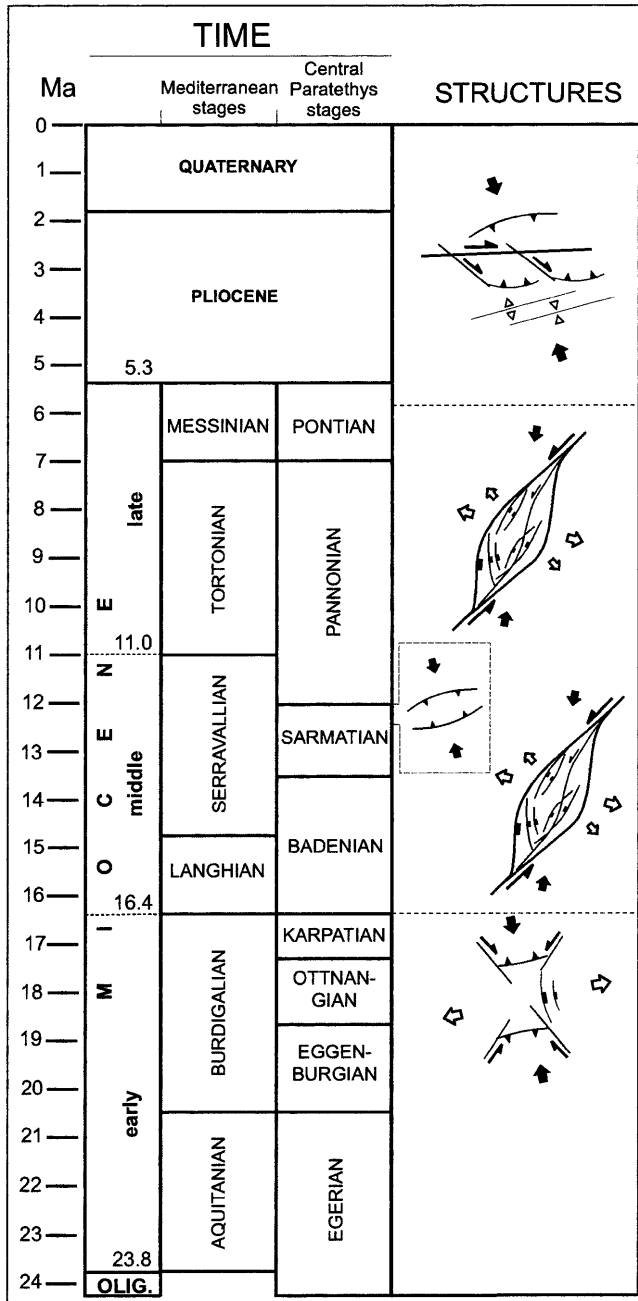 TIME
Ma
Mediterranean
stages
Central
Paratethys
stages
STRUCTURES
0
1
2
3
4
5
6
7
8
9
10
11
12
13
14
15
16
17
18
19
20
21
22
23
24
QUATERNARY
PLIOCENE
5.3
MIOCENE
late
11.0
middle
16.4
early
23.8
OLIG.
MESSINIAN
TORTONIAN
SERRAVALLIAN
LANGHIAN
BURDIGALIAN
AQUITANIAN
PONTIAN
PANNONIAN
SARMATIAN
BADENIAN
KARPATIAN
OTTNAN-
GIAN
EGGEN-
BURGIAN
EGERIAN